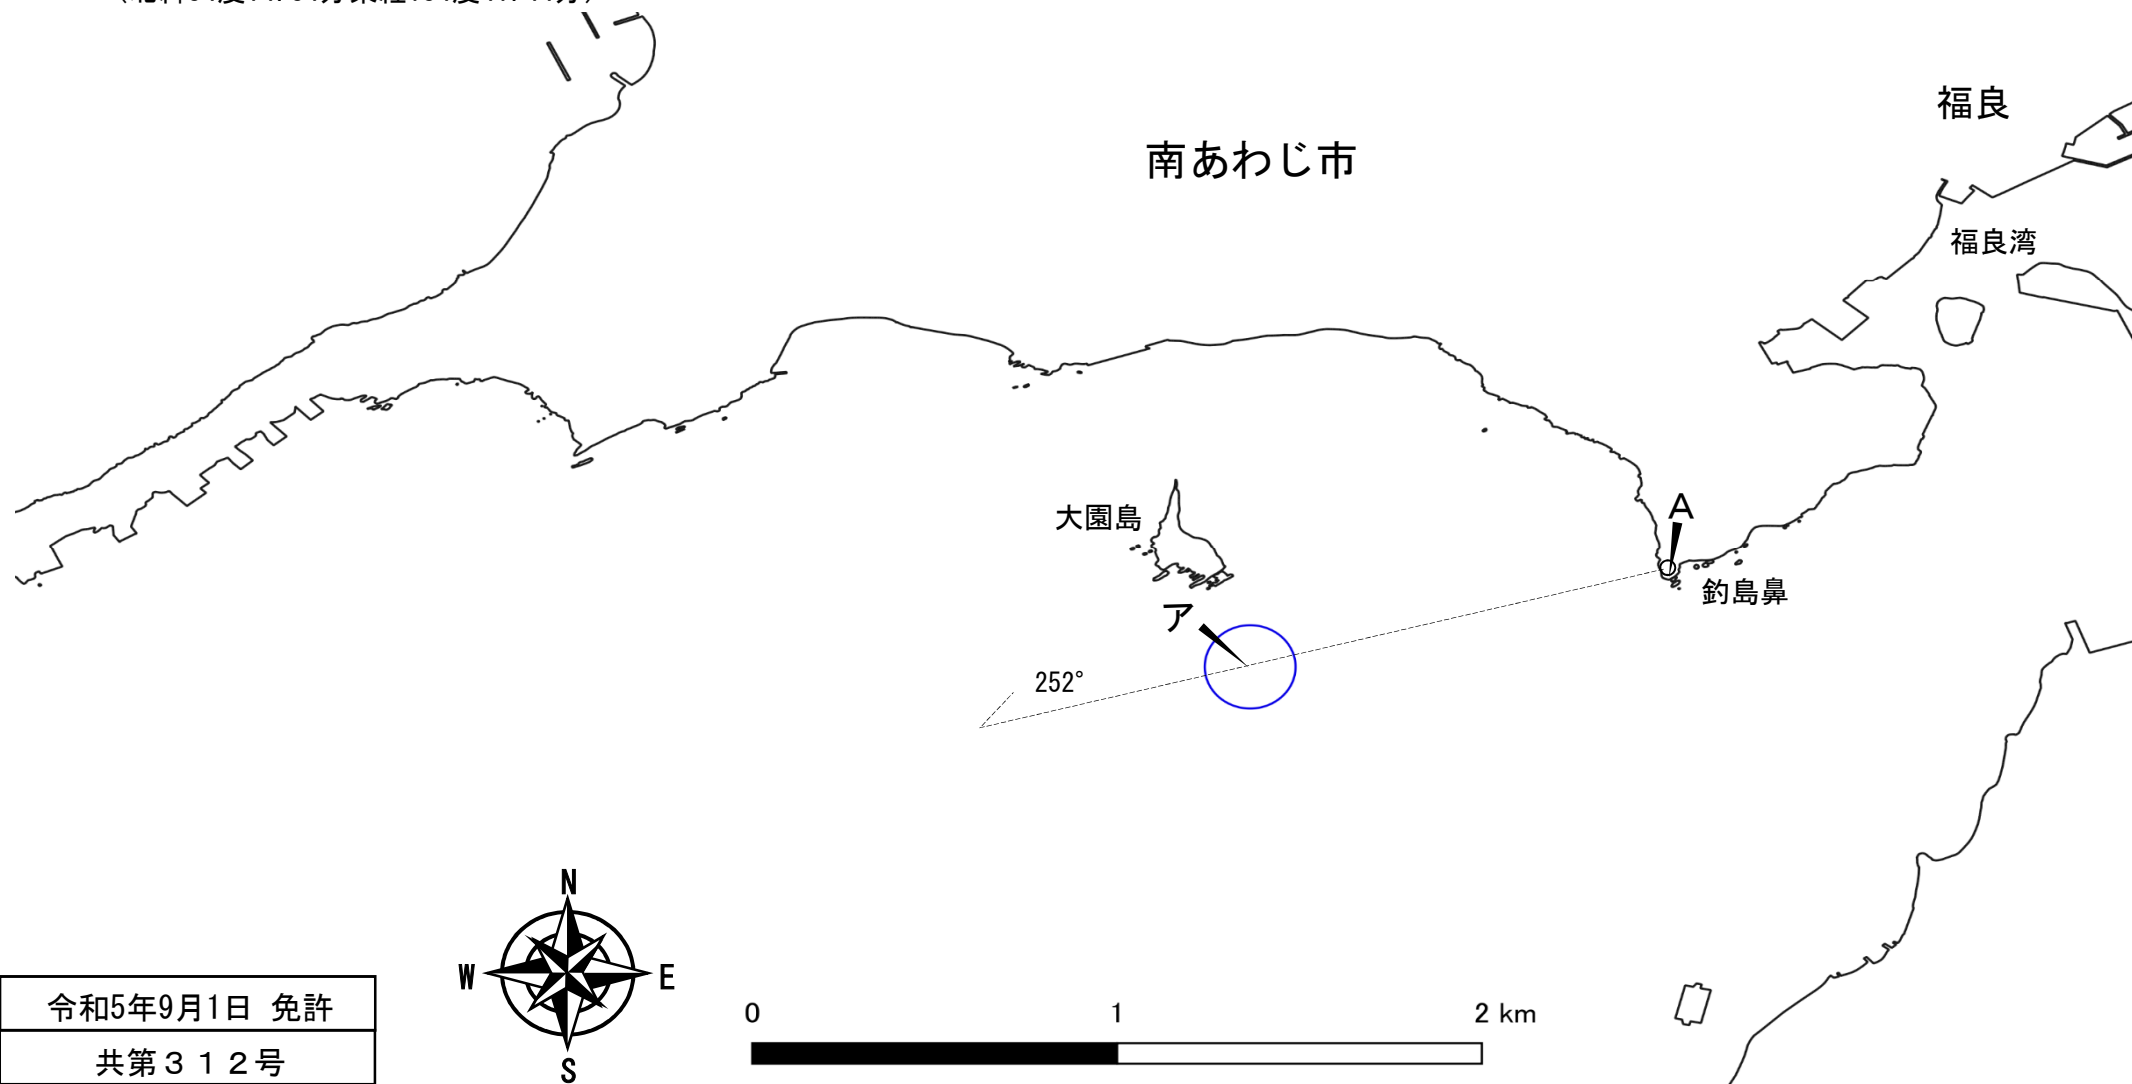 福良
南あわじ市
福良湾
大園島
A
釣島鼻
ア
252°
N
W
E
S
0 1 2 km
令和5年9月1日 免許
共第３１２号